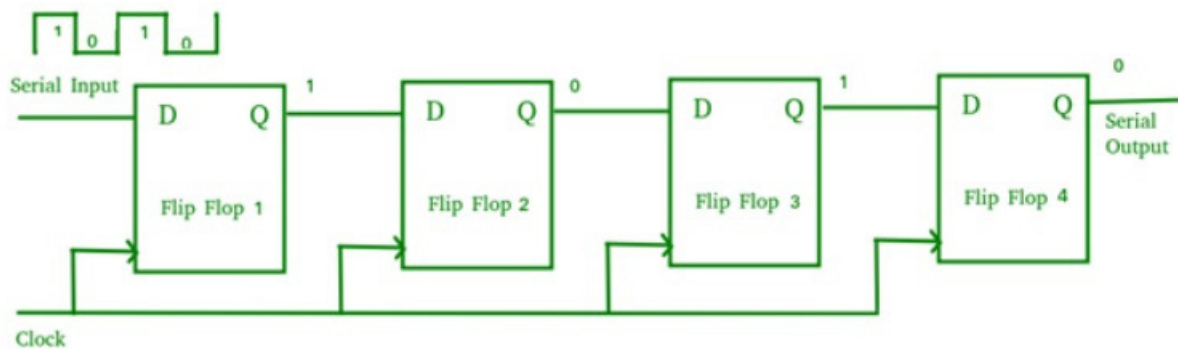 1 0 1 0
Serial Input
1
0
1
0
D Q
D Q
D Q
D Q
Serial
Output
Flip Flop 1
Flip Flop 2
Flip Flop 3
Flip Flop 4
Clock